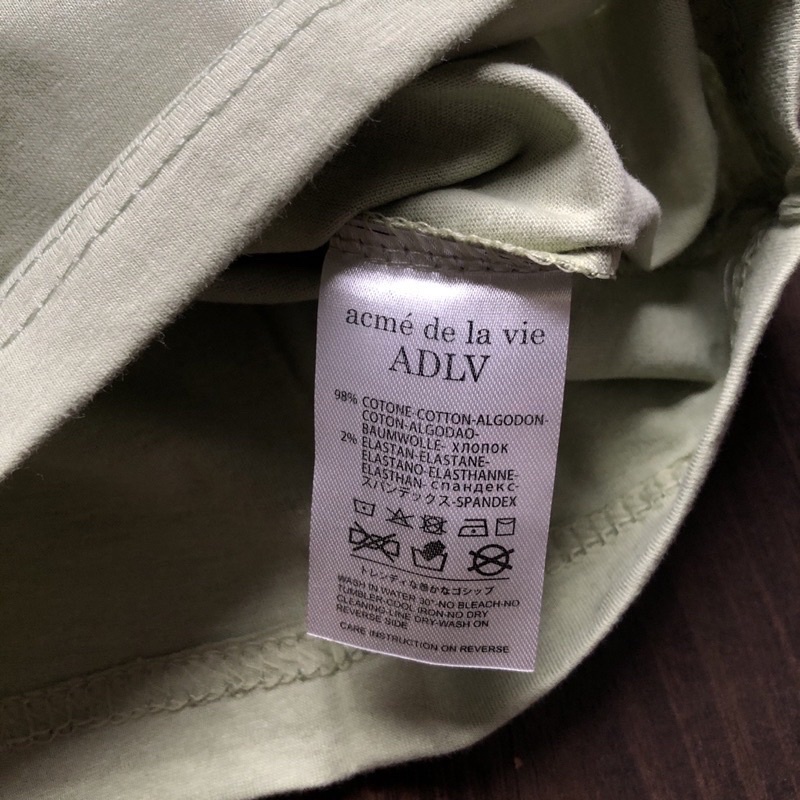 acmé de la vie
ADLV
98% COTONE-COTTON-ALGODON-
COTON-ALGODAO-
BAUMWOLLE- хлопок
2% ELASTAN-ELASTANE-
ELASTANO-ELASTHANNE-
ELASTHAN-спандекс-
スパンデックス-SPANDEX
トレンディな愚かなゴシップ
WASH IN WATER 30°-NO BLEACH-NO
TUMBLER-COOL IRON-NO DRY
CLEANING-LINE DRY-WASH ON
REVERSE SIDE
CARE INSTRUCTION ON REVERSE